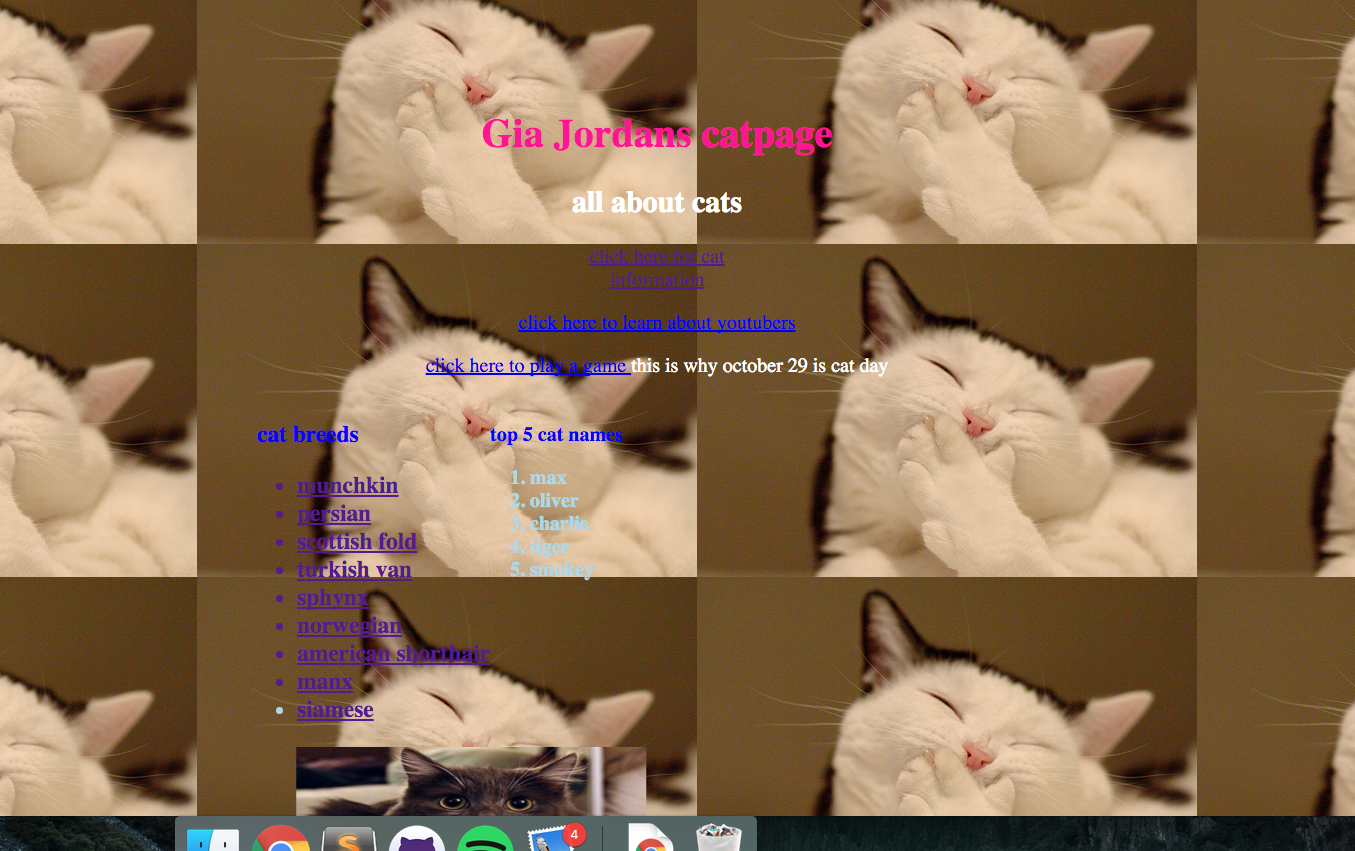 Gia Jordans catpage
all about cats
click here for cat
information
click here to learn about youtubers
click here to play a game this is why october 29 is cat day
cat breeds
• munchkin
• persian
• scottish fold
• turkish van
• sphynx
• norwegian
• american shorthair
• manx
• siamese
top 5 cat names
1. max
2. oliver
3. charlie
4. tiger
5. smokey
S
4